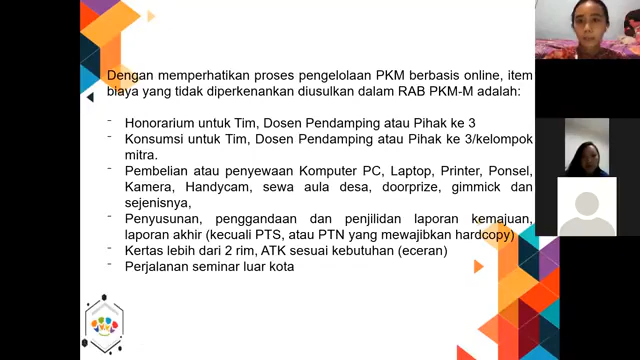 Dengan memperhatikan proses pengelolaan PKM berbasis online, item
biaya yang tidak diperkenankan diusulkan dalam RAB PKM-M adalah:
- Honorarium untuk Tim, Dosen Pendamping atau Pihak ke 3
- Konsumsi untuk Tim, Dosen Pendamping atau Pihak ke 3/kelompok
mitra.
- Pembelian atau penyewaan Komputer PC, Laptop, Printer, Ponsel,
Kamera, Handycam, sewa aula desa, doorprize, gimmick dan
sejenisnya,
- Penyusunan, penggandaan dan penjilidan laporan kemajuan,
laporan akhir (kecuali PTS, atau PTN yang mewajibkan hardcopy)
- Kertas lebih dari 2 rim, ATK sesuai kebutuhan (eceran)
- Perjalanan seminar luar kota